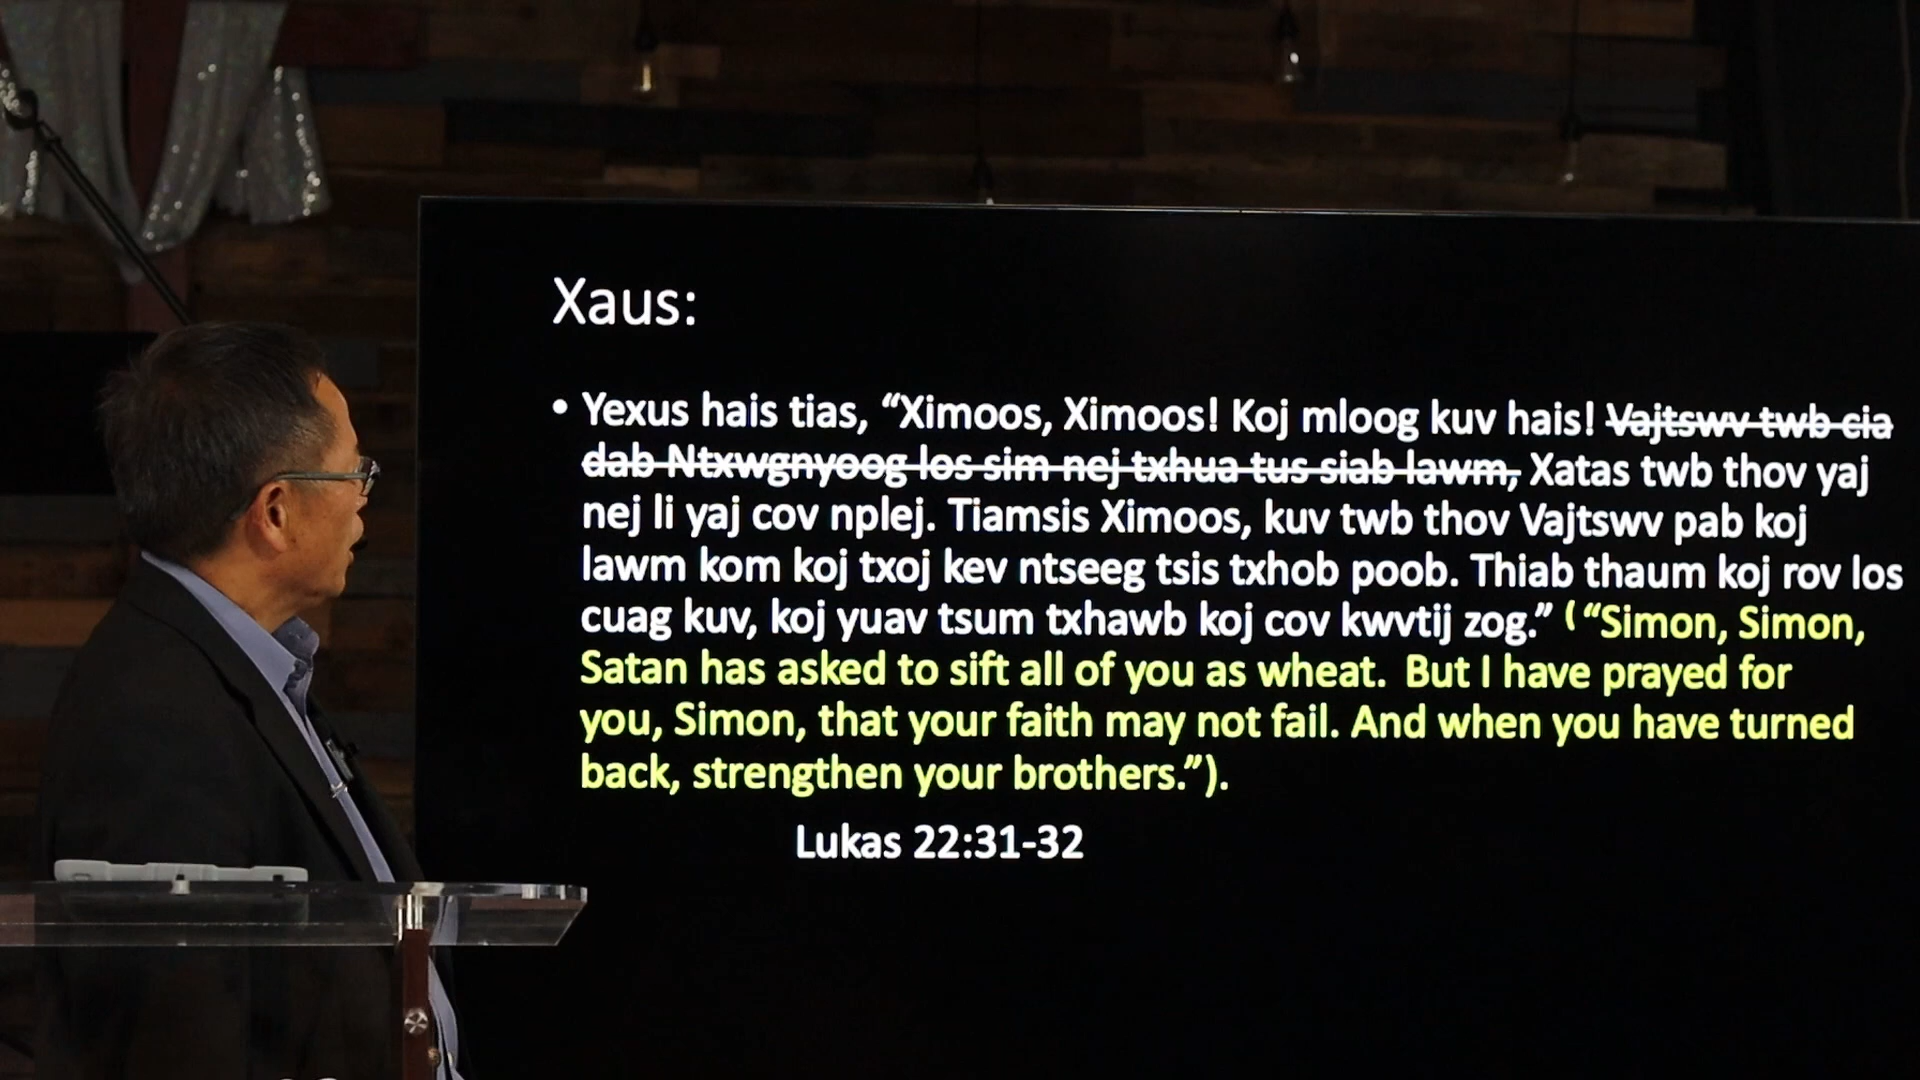 Xaus:
• Yexus hais tias, “Ximoos, Ximoos! Koj mloog kuv hais! Vajtswv twb cia
dab Ntxwgnyoog los sim nej txhua tus siab lawm, Xatas twb thov yaj
nej li yaj cov nplej. Tiamsis Ximoos, kuv twb thov Vajtswv pab koj
lawm kom koj txoj kev ntseeg tsis txhob poob. Thiab thaum koj rov los
cuag kuv, koj yuav tsum txhawb koj cov kwvtij zog.” (“Simon, Simon,
Satan has asked to sift all of you as wheat. But I have prayed for
you, Simon, that your faith may not fail. And when you have turned
back, strengthen your brothers.”).
Lukas 22:31-32